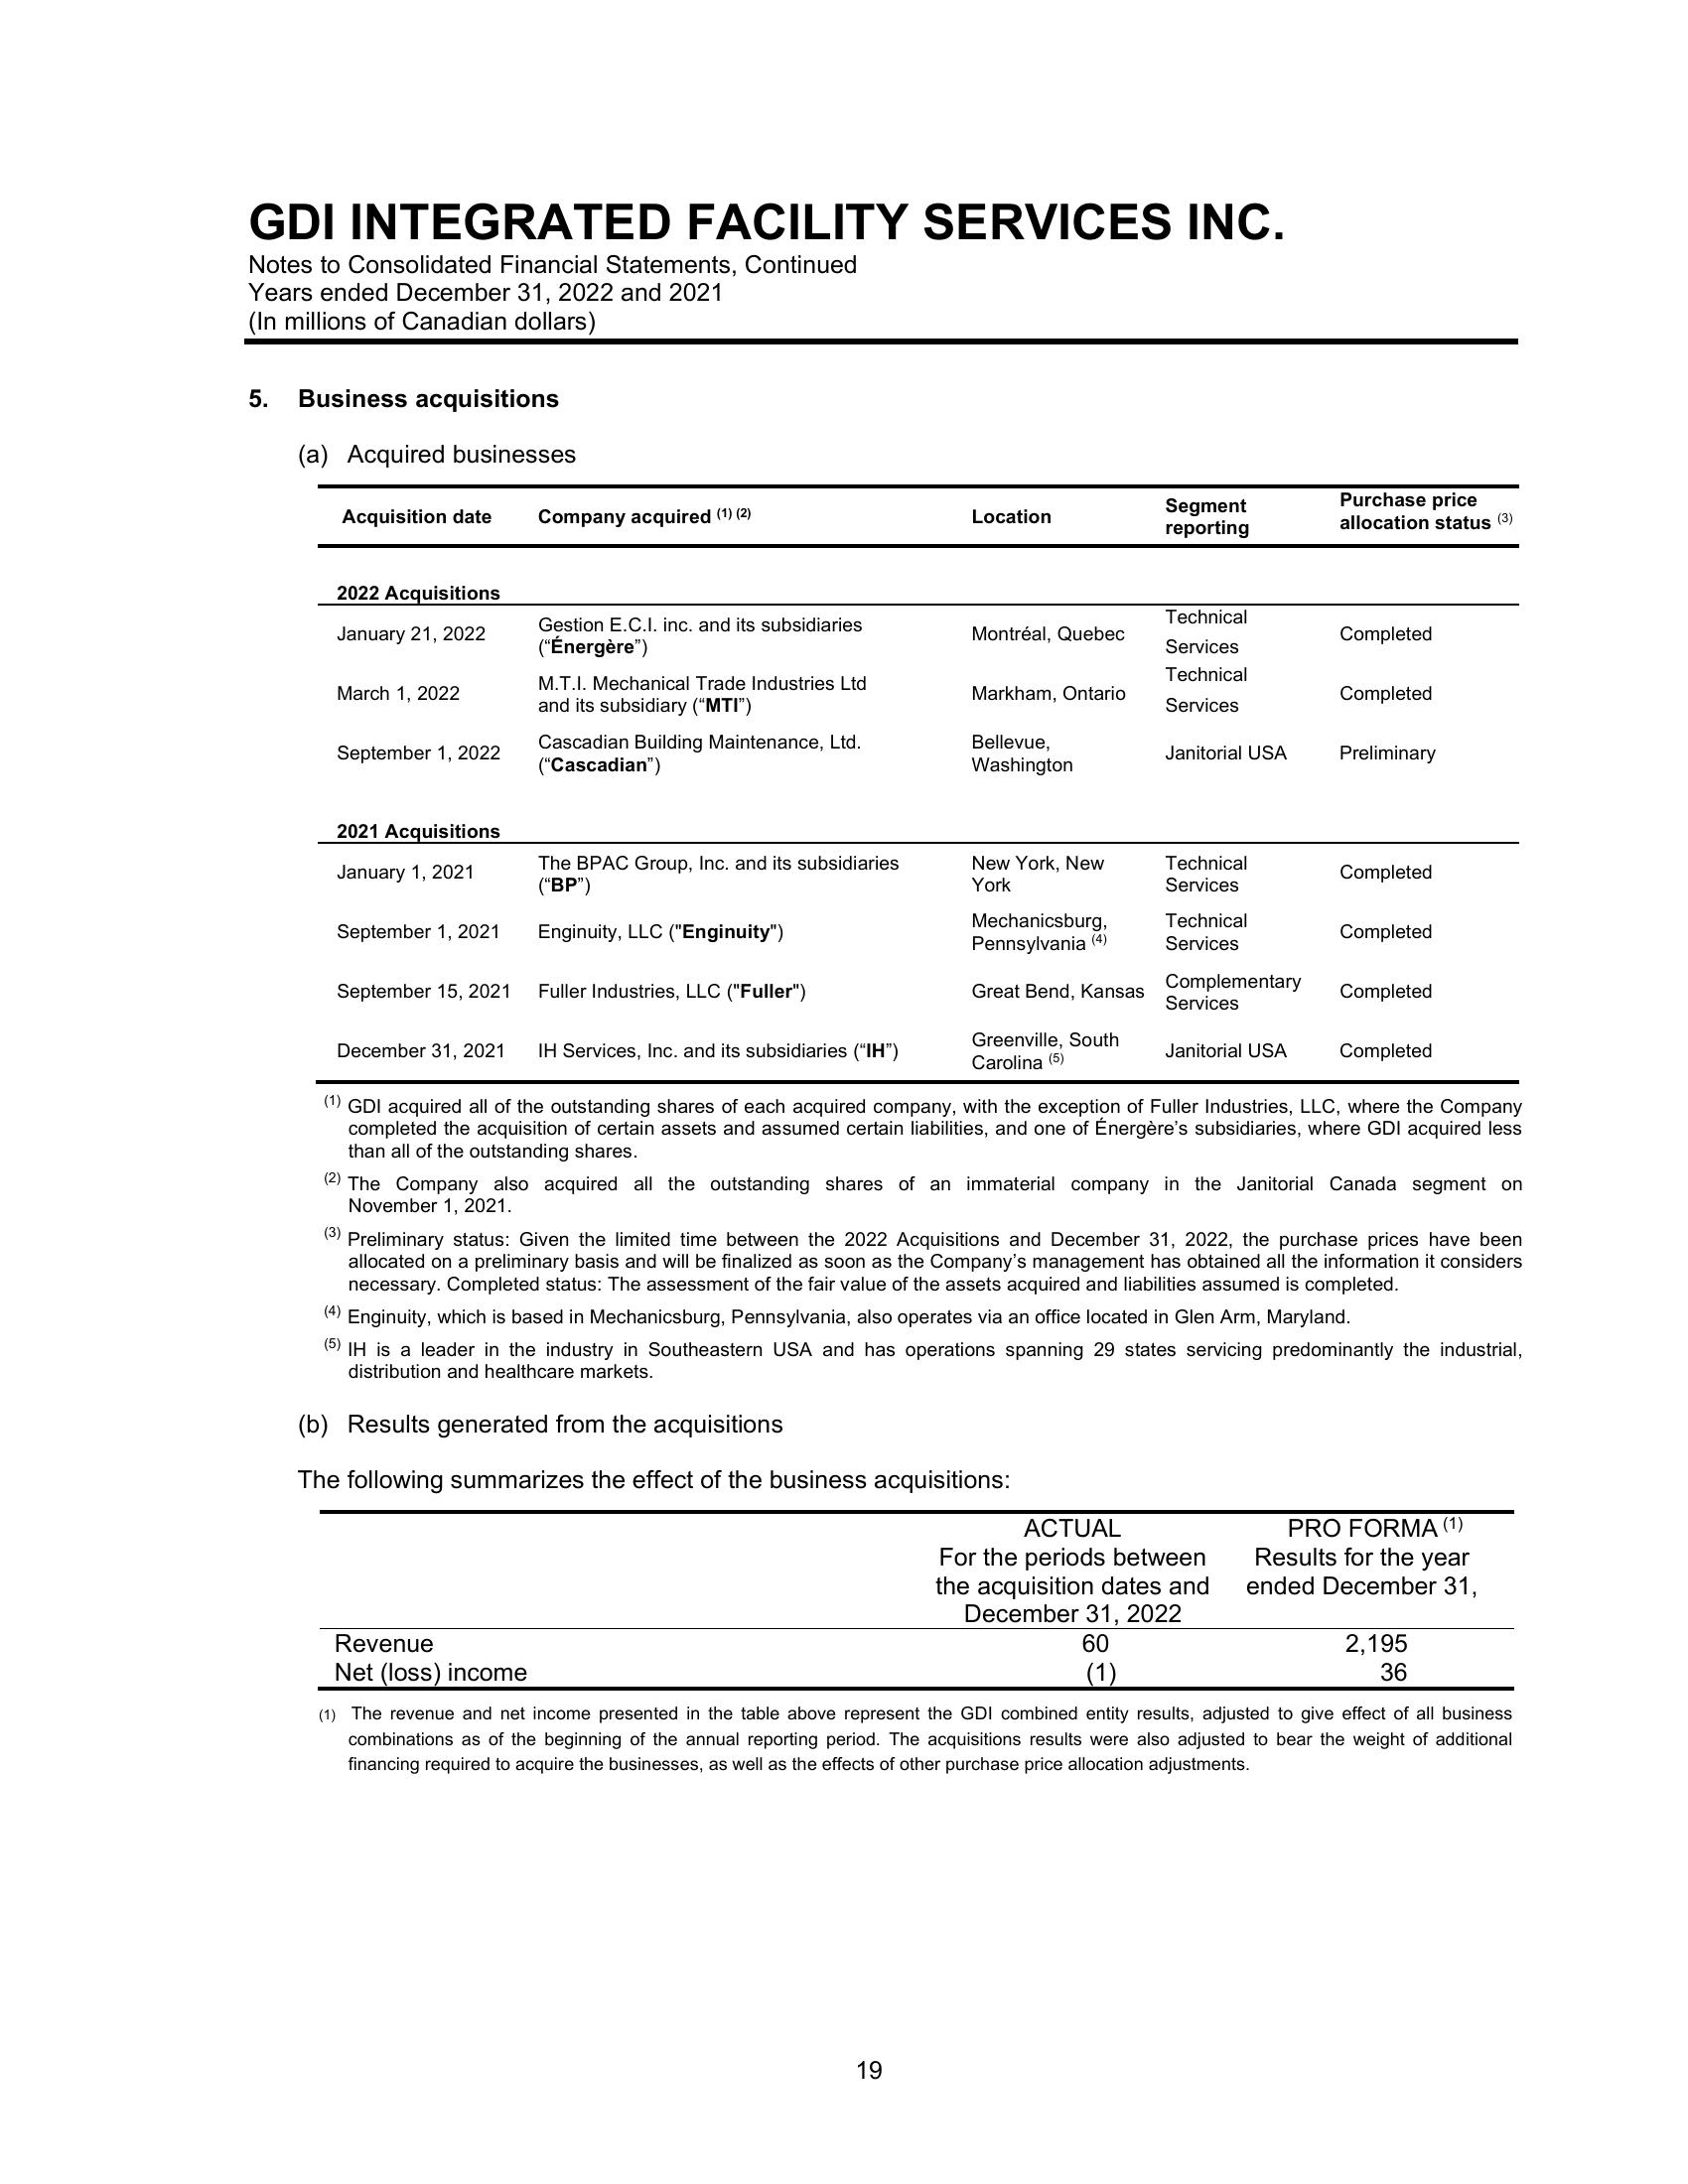 GDI INTEGRATED FACILITY SERVICES INC.
Notes to Consolidated Financial Statements, Continued
Years ended December 31, 2022 and 2021
(In millions of Canadian dollars)
5. Business acquisitions
(a) Acquired businesses
Acquisition date Company acquired (1) (2) Location Segment reporting Purchase price allocation status (3)
2022 Acquisitions
January 21, 2022 Gestion E.C.I. inc. and its subsidiaries (“Énergère”) Montréal, Quebec Technical Services Completed
March 1, 2022 M.T.I. Mechanical Trade Industries Ltd and its subsidiary (“MTI”) Markham, Ontario Technical Services Completed
September 1, 2022 Cascadian Building Maintenance, Ltd. (“Cascadian”) Bellevue, Washington Janitorial USA Preliminary
2021 Acquisitions
January 1, 2021 The BPAC Group, Inc. and its subsidiaries (“BP”) New York, New York Technical Services Completed
September 1, 2021 Enginuity, LLC ("Enginuity") Mechanicsburg, Pennsylvania (4) Technical Services Completed
September 15, 2021 Fuller Industries, LLC ("Fuller") Great Bend, Kansas Complementary Services Completed
December 31, 2021 IH Services, Inc. and its subsidiaries (“IH”) Greenville, South Carolina (5) Janitorial USA Completed
(1) GDI acquired all of the outstanding shares of each acquired company, with the exception of Fuller Industries, LLC, where the Company
completed the acquisition of certain assets and assumed certain liabilities, and one of Énergère’s subsidiaries, where GDI acquired less
than all of the outstanding shares.
(2) The Company also acquired all the outstanding shares of an immaterial company in the Janitorial Canada segment on
November 1, 2021.
(3) Preliminary status: Given the limited time between the 2022 Acquisitions and December 31, 2022, the purchase prices have been
allocated on a preliminary basis and will be finalized as soon as the Company’s management has obtained all the information it considers
necessary. Completed status: The assessment of the fair value of the assets acquired and liabilities assumed is completed.
(4) Enginuity, which is based in Mechanicsburg, Pennsylvania, also operates via an office located in Glen Arm, Maryland.
(5) IH is a leader in the industry in Southeastern USA and has operations spanning 29 states servicing predominantly the industrial,
distribution and healthcare markets.
(b) Results generated from the acquisitions
The following summarizes the effect of the business acquisitions:
ACTUAL PRO FORMA (1)
For the periods between Results for the year
the acquisition dates and ended December 31,
December 31, 2022
Revenue 60 2,195
Net (loss) income (1) 36
(1) The revenue and net income presented in the table above represent the GDI combined entity results, adjusted to give effect of all business
combinations as of the beginning of the annual reporting period. The acquisitions results were also adjusted to bear the weight of additional
financing required to acquire the businesses, as well as the effects of other purchase price allocation adjustments.
19